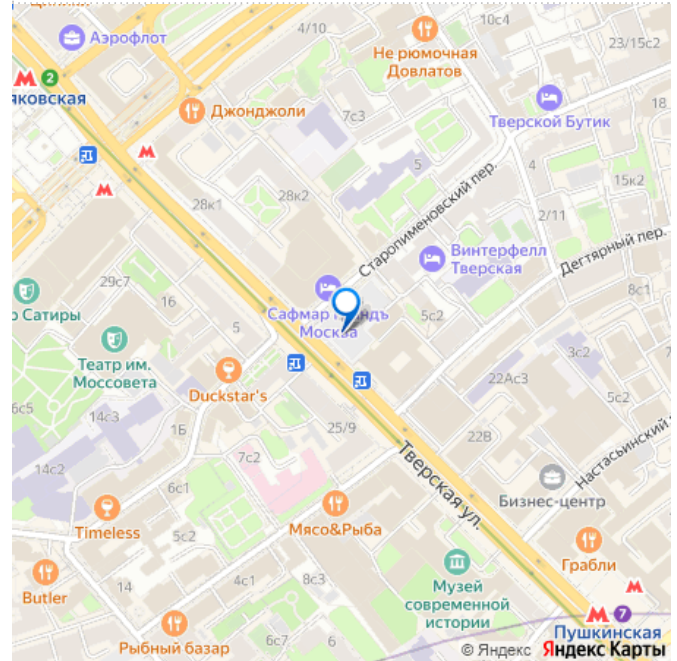 Аэрофлот
4/10
10с4
Не рюмочная
Довлатов
23/15с2
2
яковская
Джонджоли
7с3
Тверской Бутик
18
5
4
15к2
28к1
28к2
Старопименовский пер.
2/11
Дегтярный пер.
Винтерфелл
Тверская
29с7
16
о Сатиры
5
Сафмар Грандъ
Москва
5с2
8с1
Театр им.
Моссовета
3с2
22Ас3
5с2
Duckstar's
6с5
14с3
1Б
25/9
22В
Настасьинский
7с2
14с2
6с1
Тверская ул.
Бизнес-центр
Timeless
5с2
Мясо&Рыба
Грабли
Butler
14
4с1
8с3
Музей
современной
истории
7
Пушкинская
Рыбный базар
© Яндекс Яндекс Карты